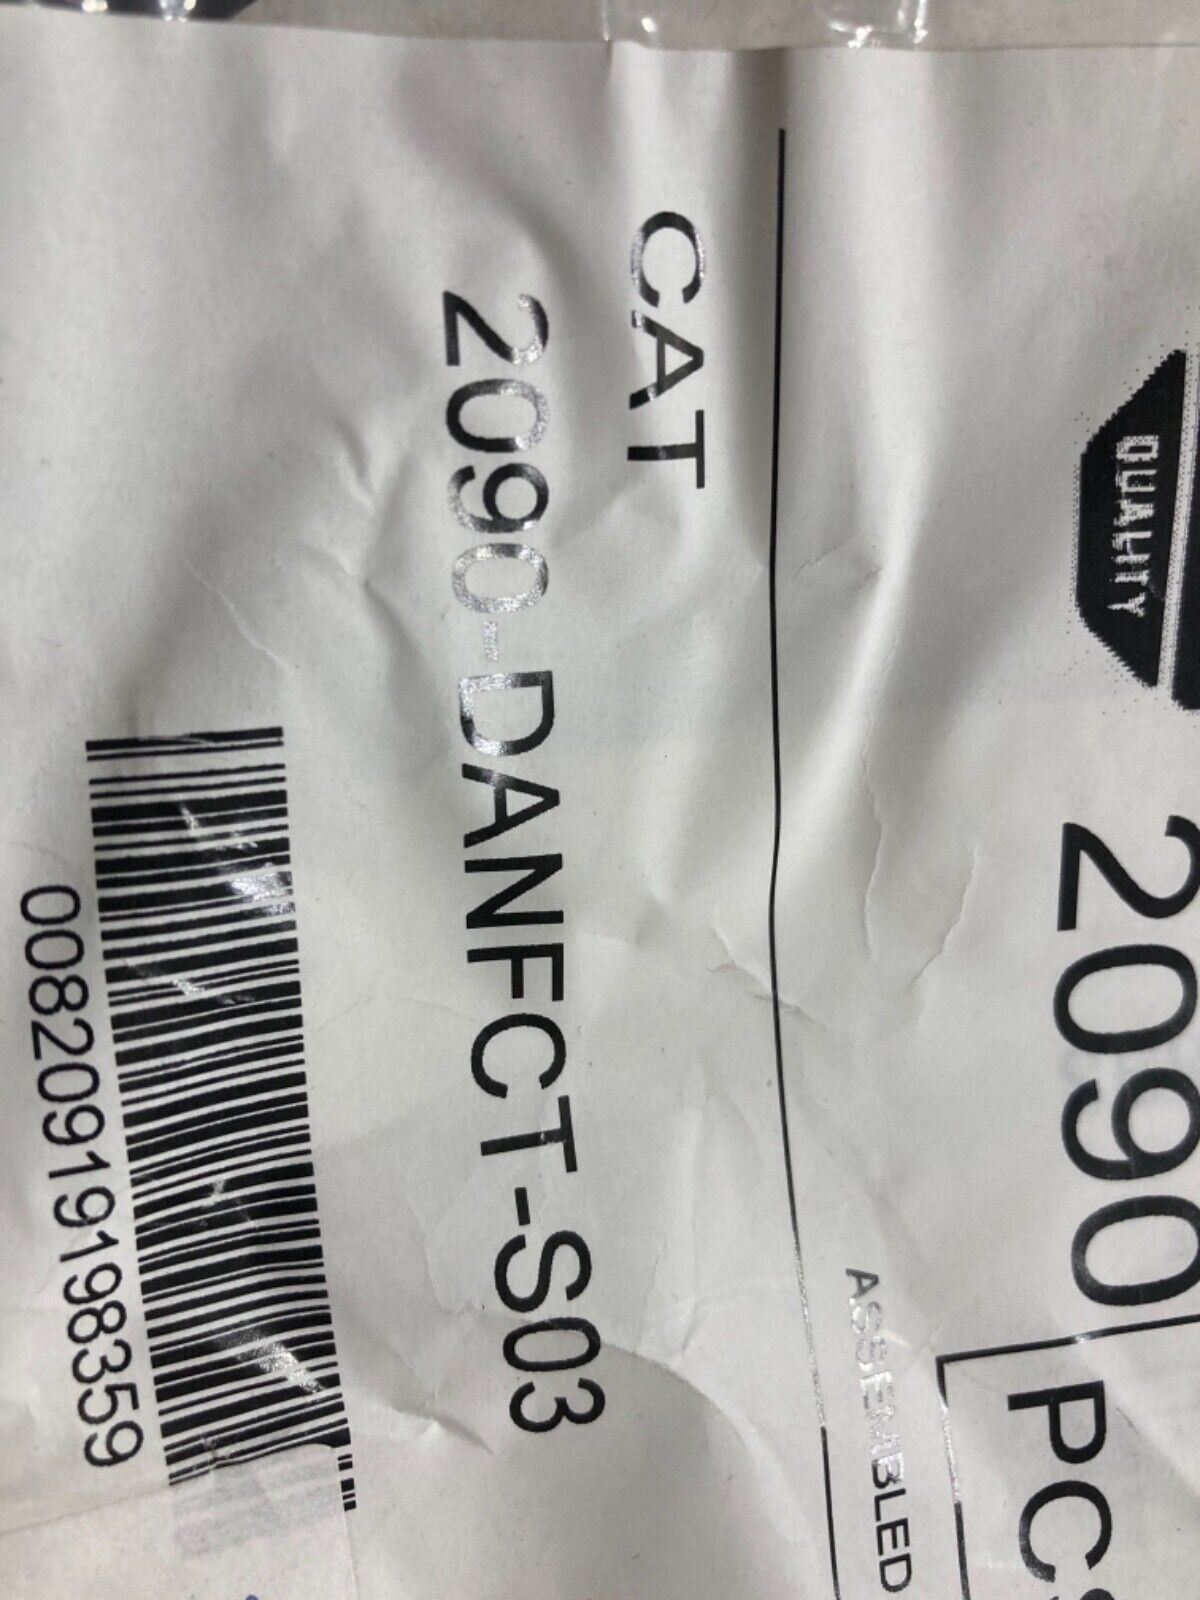 QUALITY
2090
PC
ASSEMBLED
CAT
2090-DANFCT-S03
00820919198359